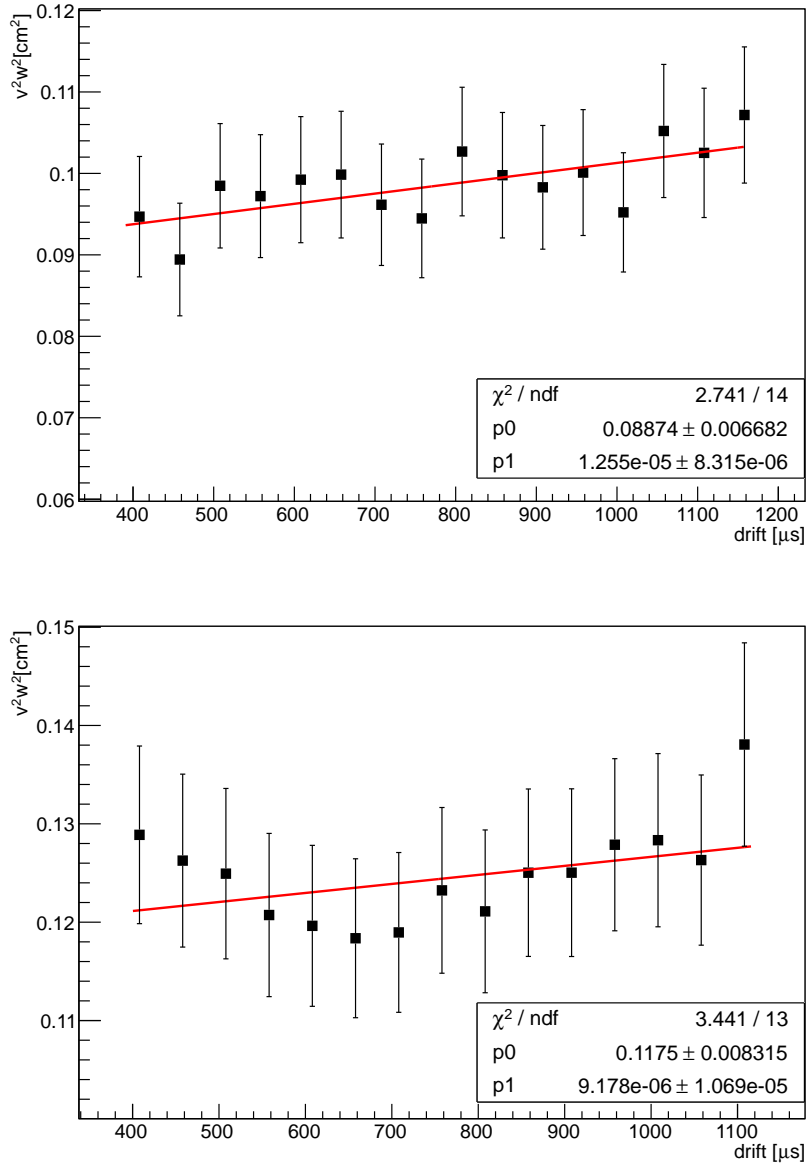 v²w²[cm²]
0.12
0.11
0.1
0.09
0.08
0.07
0.06
χ² / ndf 2.741 / 14
p0 0.08874 ± 0.006682
p1 1.255e-05 ± 8.315e-06
400 500 600 700 800 900 1000 1100 1200
drift [μs]
v²w²[cm²]
0.15
0.14
0.13
0.12
0.11
χ² / ndf 3.441 / 13
p0 0.1175 ± 0.008315
p1 9.178e-06 ± 1.069e-05
400 500 600 700 800 900 1000 1100
drift [μs]